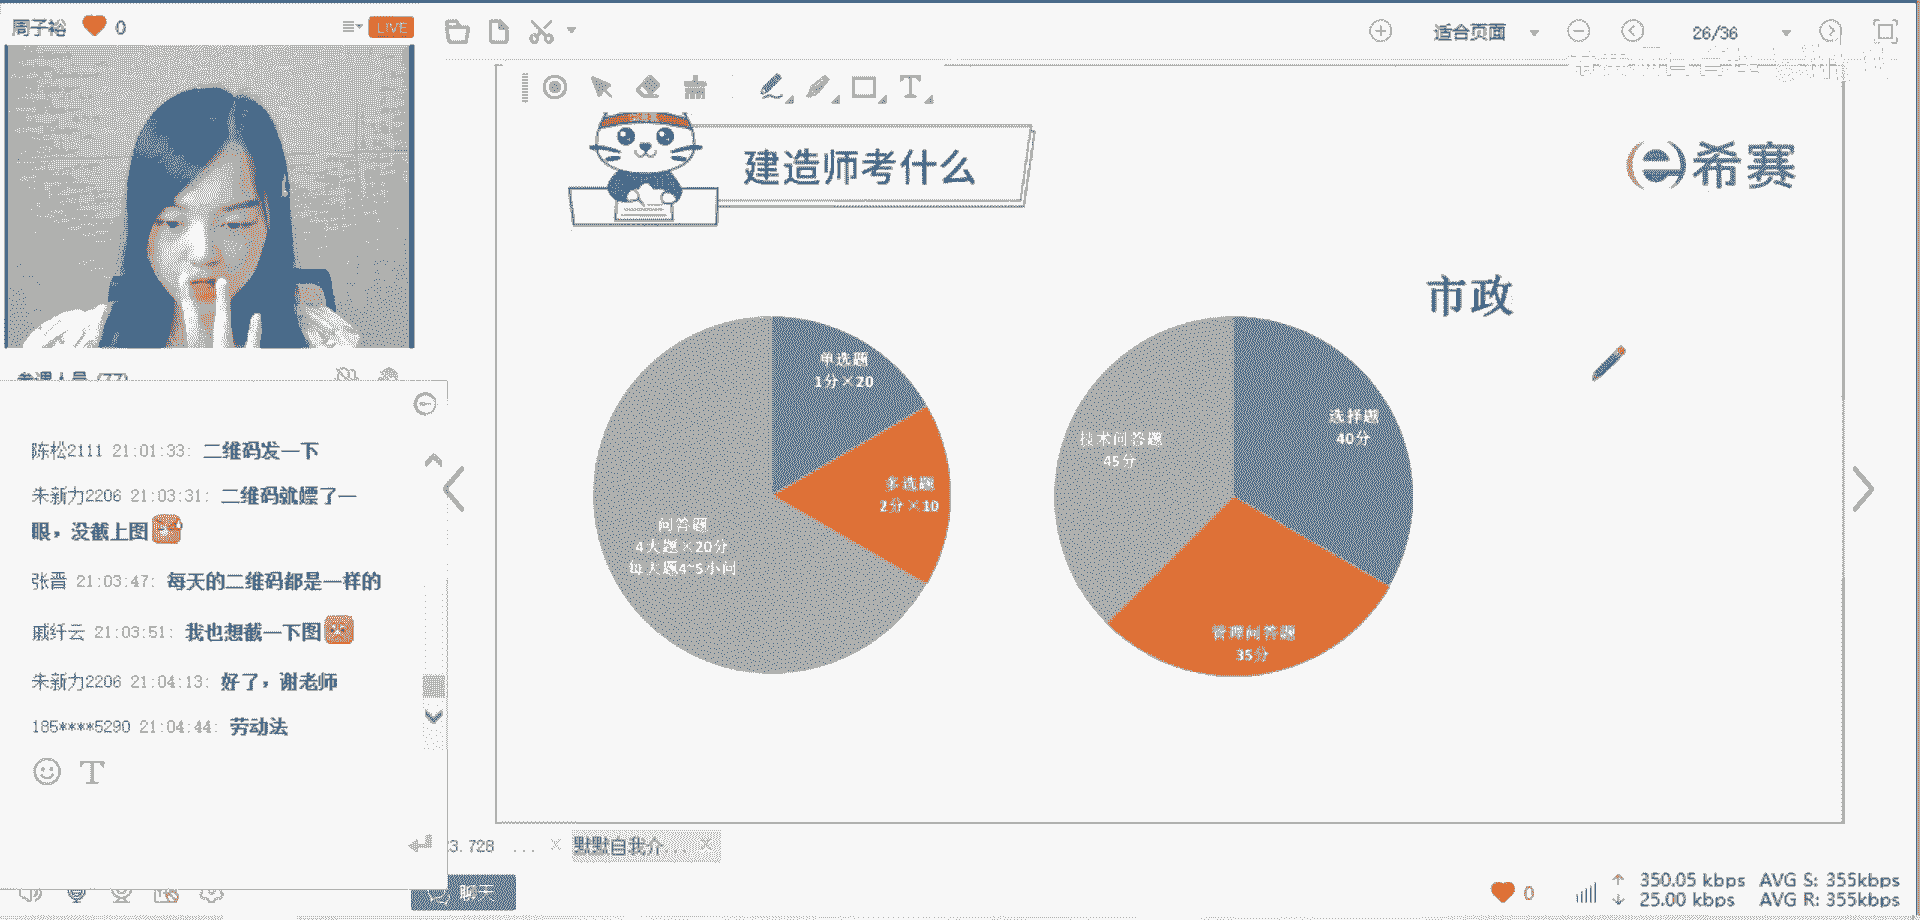 周子裕 0 LIVE
适合页面 26/36
建造师考什么
希赛
市政
单选题
1分×20
多选题
2分×10
问答题
4大题×20分
每大题4~5小问
选择题
40分
技术问答题
45分
管理问答题
35分
参课人员 (77)
陈松2111 21:01:33: 二维码发一下
朱新力2206 21:03:31: 二维码就嫖了一
眼，没截上图
张晋 21:03:47: 每天的二维码都是一样的
戚纤云 21:03:51: 我也想截一下图
朱新力2206 21:04:13: 好了，谢老师
185****5290 21:04:44: 劳动法
T
3.728 ... × 默默自我介... ×
聊天
0 350.05 kbps AVG S: 355kbps
25.00 kbps AVG R: 355kbps